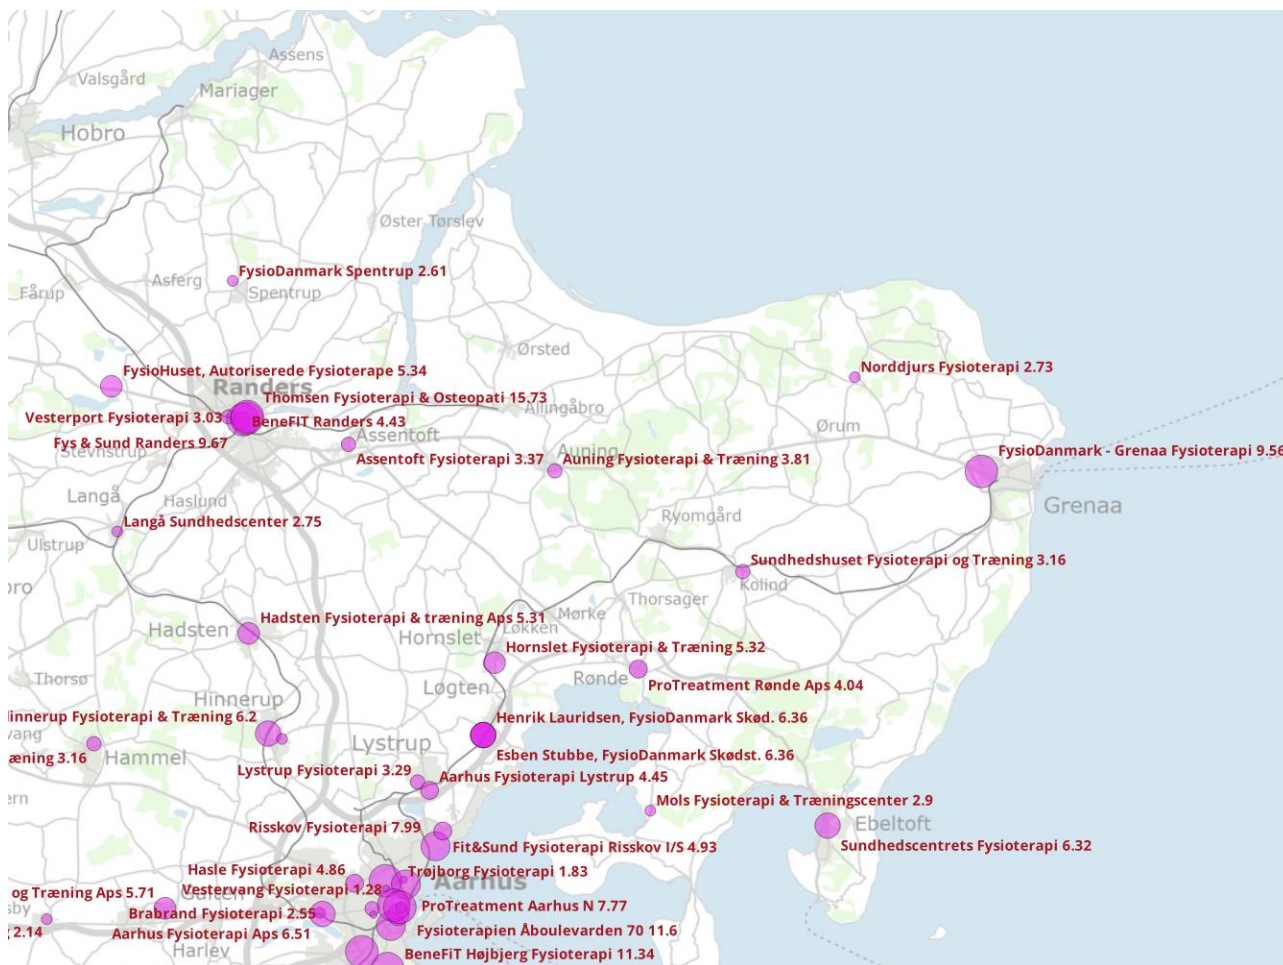 Assens
Valsgård
Mariager
Hobro
Øster Tørslev
FysioDanmark Spentrup 2.61
Asferg
Spentrup
Fårup
Ørsted
Norddjurs Fysioterapi 2.73
FysioHuset, Autoriserede Fysioterape 5.34
Randers
Thomsen Fysioterapi & Osteopati 15.73
Allingåbro
Vesterport Fysioterapi 3.03
BeneFIT Randers 4.43
Ørum
Assentoft
Fys & Sund Randers 9.67
Stevnstrup
Auning
FysioDanmark - Grenaa Fysioterapi 9.56
Assentoft Fysioterapi 3.37
Auning Fysioterapi & Træning 3.81
Langå
Haslund
Grenaa
Langå Sundhedscenter 2.75
Ryomgård
Ulstrup
Sundhedshuset Fysioterapi og Træning 3.16
Kolind
bro
Thorsager
Mørke
Hadsten Fysioterapi & træning Aps 5.31
Hadsten
Løkken
Hornslet
Hornslet Fysioterapi & Træning 5.32
Thorsø
Rønde
ProTreatment Rønde Aps 4.04
Løgten
Hinnerup
Hinnerup Fysioterapi & Træning 6.2
Henrik Lauridsen, FysioDanmark Skød. 6.36
vang
Lystrup
Esben Stubbe, FysioDanmark Skødst. 6.36
æning 3.16
Hammel
Lystrup Fysioterapi 3.29
Aarhus Fysioterapi Lystrup 4.45
ern
Mols Fysioterapi & Træningscenter 2.9
Risskov Fysioterapi 7.99
Ebeltoft
Fit&Sund Fysioterapi Risskov I/S 4.93
Sundhedscentrets Fysioterapi 6.32
Hasle Fysioterapi 4.86
Trøjborg Fysioterapi 1.83
Aarhus
og Træning Aps 5.71
Galten
Vestervang Fysioterapi 1.28
sby
Brabrand Fysioterapi 2.55
ProTreatment Aarhus N 7.77
2.14
Aarhus Fysioterapi Aps 6.51
Fysioterapien Åboulevarden 70 11.6
Harlev
BeneFiT Højbjerg Fysioterapi 11.34